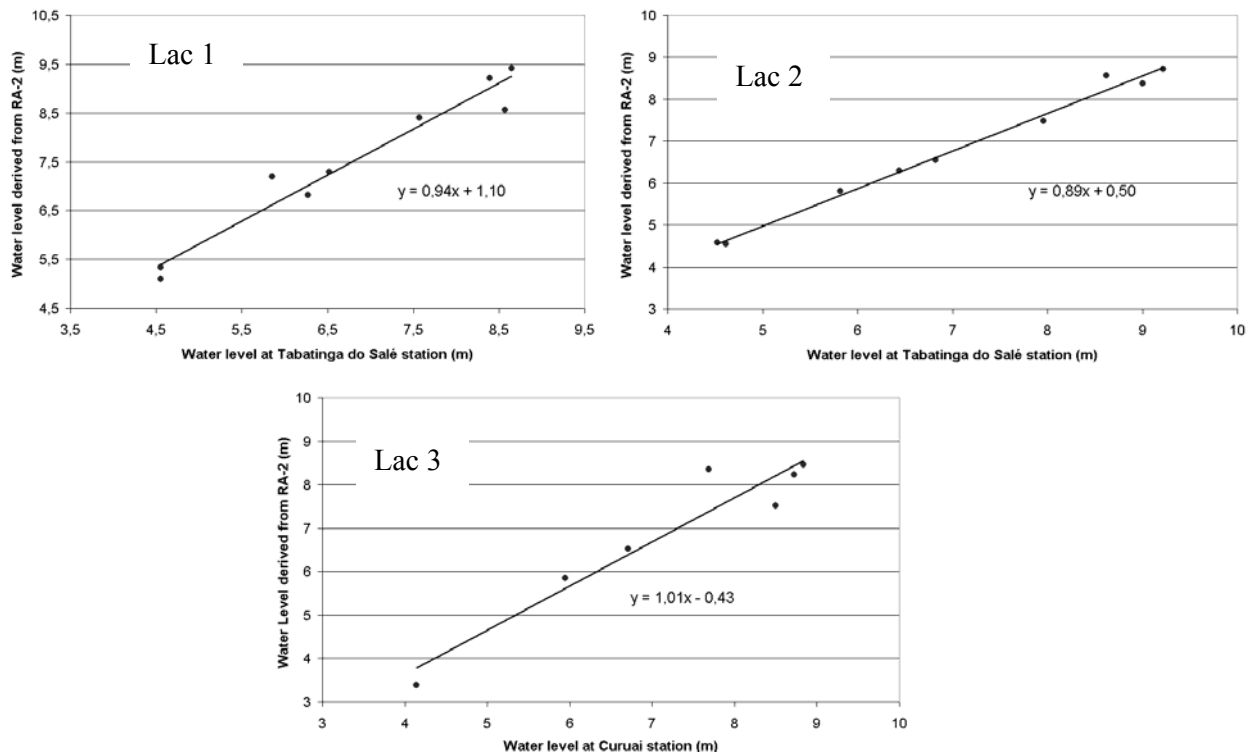 Lac 1
Water level derived from RA-2 (m)
10,5
9,5
8,5
7,5
6,5
5,5
4,5
y = 0,94x + 1,10
3,5 4,5 5,5 6,5 7,5 8,5 9,5
Water level at Tabatinga do Salé station (m)
Lac 2
Water level derived from RA-2 (m)
10
9
8
7
6
5
4
3
y = 0,89x + 0,50
4 5 6 7 8 9 10
Water level at Tabatinga do Salé station (m)
Lac 3
Water Level derived from RA-2 (m)
10
9
8
7
6
5
4
3
y = 1,01x - 0,43
3 4 5 6 7 8 9 10
Water level at Curuai station (m)